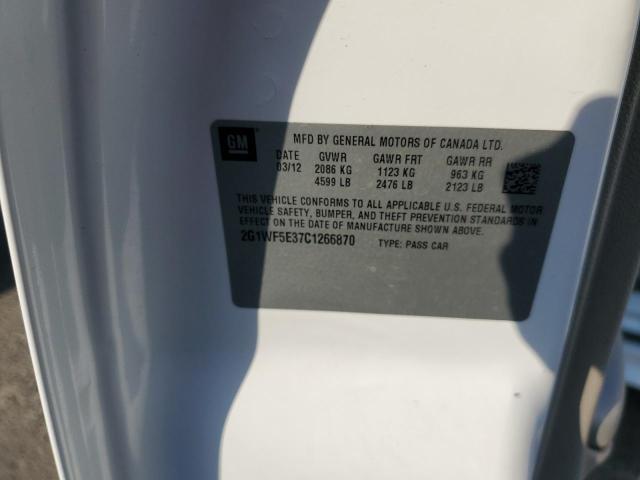 GM
MFD BY GENERAL MOTORS OF CANADA LTD.
DATE GVWR GAWR FRT GAWR RR
03/12 2086 KG 1123 KG 963 KG
4599 LB 2476 LB 2123 LB
THIS VEHICLE CONFORMS TO ALL APPLICABLE U.S. FEDERAL MOTOR
VEHICLE SAFETY, BUMPER, AND THEFT PREVENTION STANDARDS IN
EFFECT ON THE DATE OF MANUFACTURE SHOWN ABOVE.
2G1WF5E37C1266870 TYPE: PASS CAR